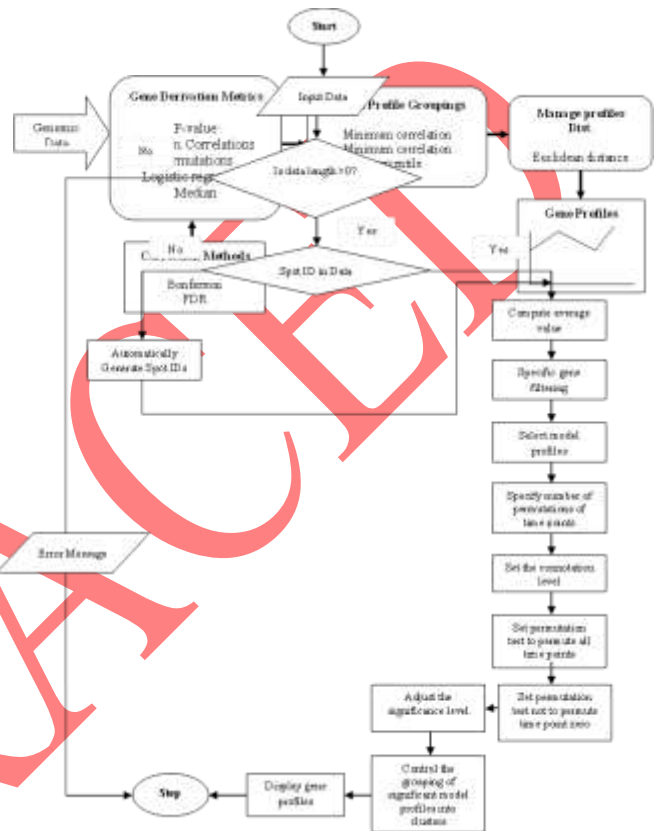 Start
Input Data
Gene Derivation Metrics
Profile Groupings
Manage profiles
Dist
Euclidean distance
Genomic
Data
F-value
n Correlations
No
mutations
Logistic regr
Median
Minimum correlation
Minimum correlation
ntile
Is data length >0?
Gene Profiles
Yes
No
Yes
Methods
Bonferron
FDR
Spot ID in Data
Compute average
value
Automatically
Generate Spot IDs
Specific gene
filtering
Select model
profiles
Specify number of
permutations of
time points
Error Message
Set the
level
Set permutation
test to permute all
time points
Adjust the
significance level
Set permutation
test not to permute
time point zero
Stop
Display gene
profiles
Control the
grouping of
significant model
profiles into
clusters